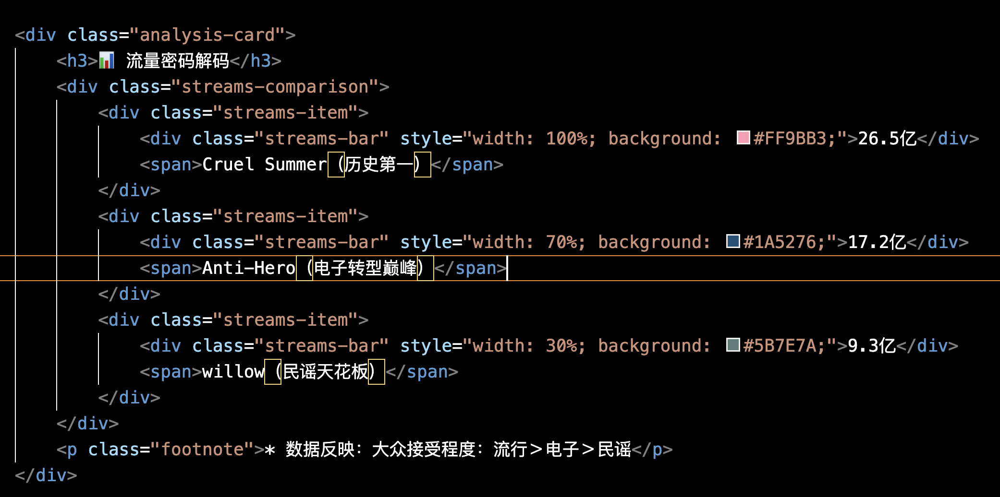 <div class="analysis-card">
<h3>📊 流量密码解码</h3>
<div class="streams-comparison">
<div class="streams-item">
<div class="streams-bar" style="width: 100%; background: #FF9BB3;">26.5亿</div>
<span>Cruel Summer（历史第一）</span>
</div>
<div class="streams-item">
<div class="streams-bar" style="width: 70%; background: #1A5276;">17.2亿</div>
<span>Anti-Hero（电子转型巅峰）</span>
</div>
<div class="streams-item">
<div class="streams-bar" style="width: 30%; background: #5B7E7A;">9.3亿</div>
<span>willow（民谣天花板）</span>
</div>
</div>
<p class="footnote">* 数据反映：大众接受程度：流行＞电子＞民谣</p>
</div>